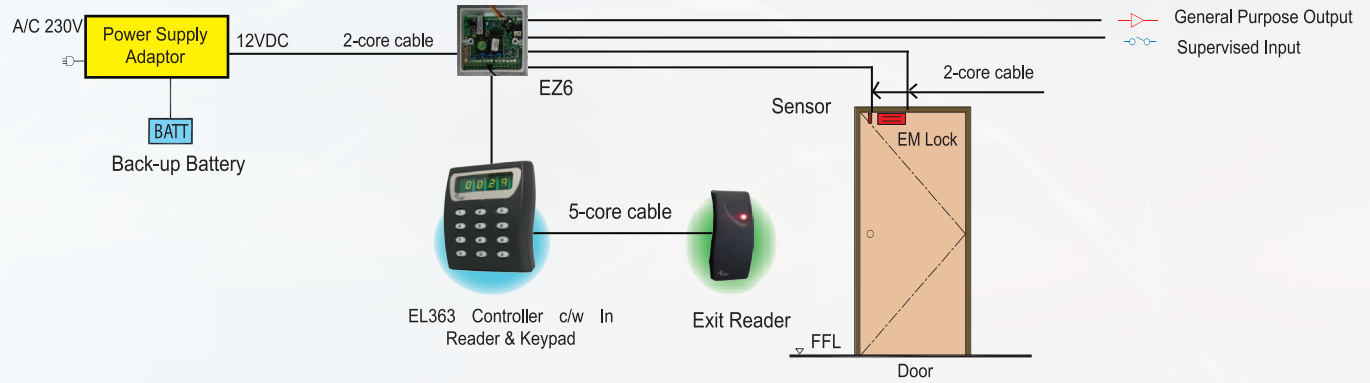 A/C 230V
Power Supply
Adaptor
12VDC
2-core cable
EZ6
General Purpose Output
Supervised Input
2-core cable
Sensor
EM Lock
BATT
Back-up Battery
0029
5-core cable
EL363 Controller c/w In
Reader & Keypad
Exit Reader
FFL
Door